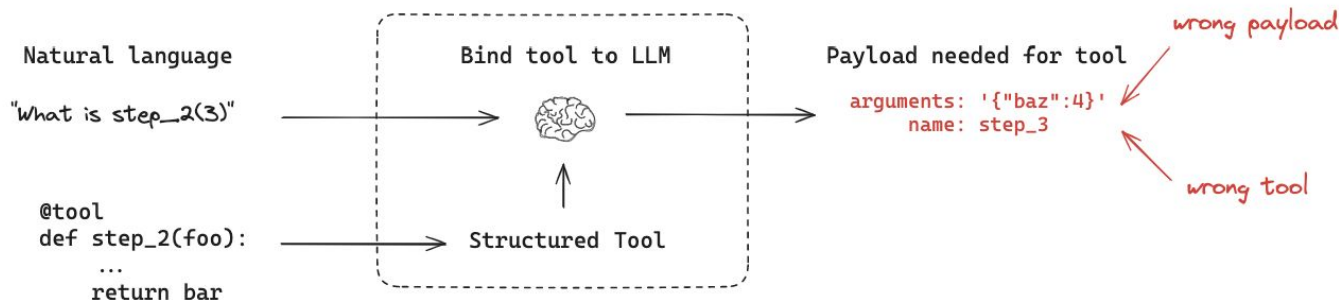 Natural language
"What is step_2(3)"
@tool
def step_2(foo):
...
return bar
Bind tool to LLM
Structured Tool
Payload needed for tool
arguments: '{"baz":4}'
name: step_3
wrong payload
wrong tool